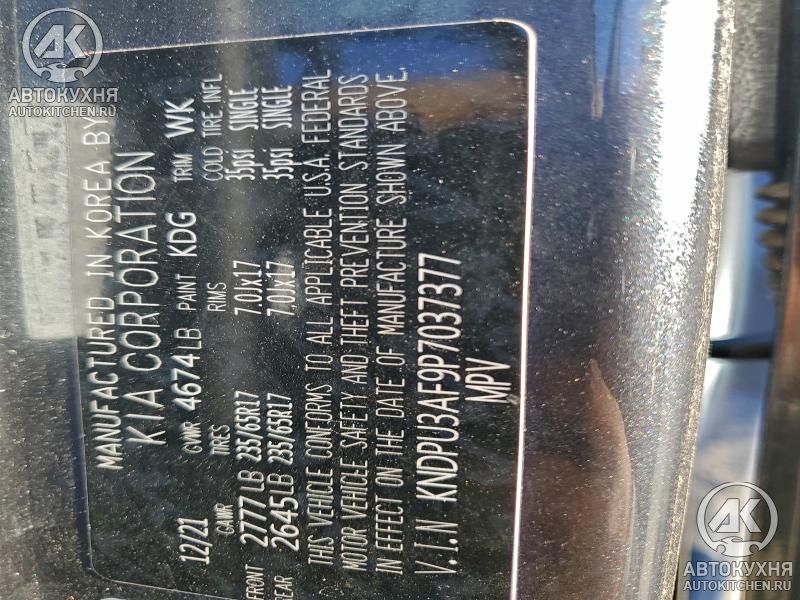 АВТОКУХНЯ
AUTOKITCHEN.RU
MANUFACTURED IN KOREA BY
KIA CORPORATION
12/21 GVWR 4674LB PAINT KDG TRIM WK
GAWR TIRES RIMS COLD TIRE INFL
FRONT 2777LB 235/65R17 7.0Jx17 35psi SINGLE
REAR 2645LB 235/65R17 7.0Jx17 35psi SINGLE
THIS VEHICLE CONFORMS TO ALL APPLICABLE U.S.A. FEDERAL
MOTOR VEHICLE SAFETY AND THEFT PREVENTION STANDARDS
IN EFFECT ON THE DATE OF MANUFACTURE SHOWN ABOVE.
V.I.N KNDPU3AF9P7037377
MPV
АВТОКУХНЯ
AUTOKITCHEN.RU